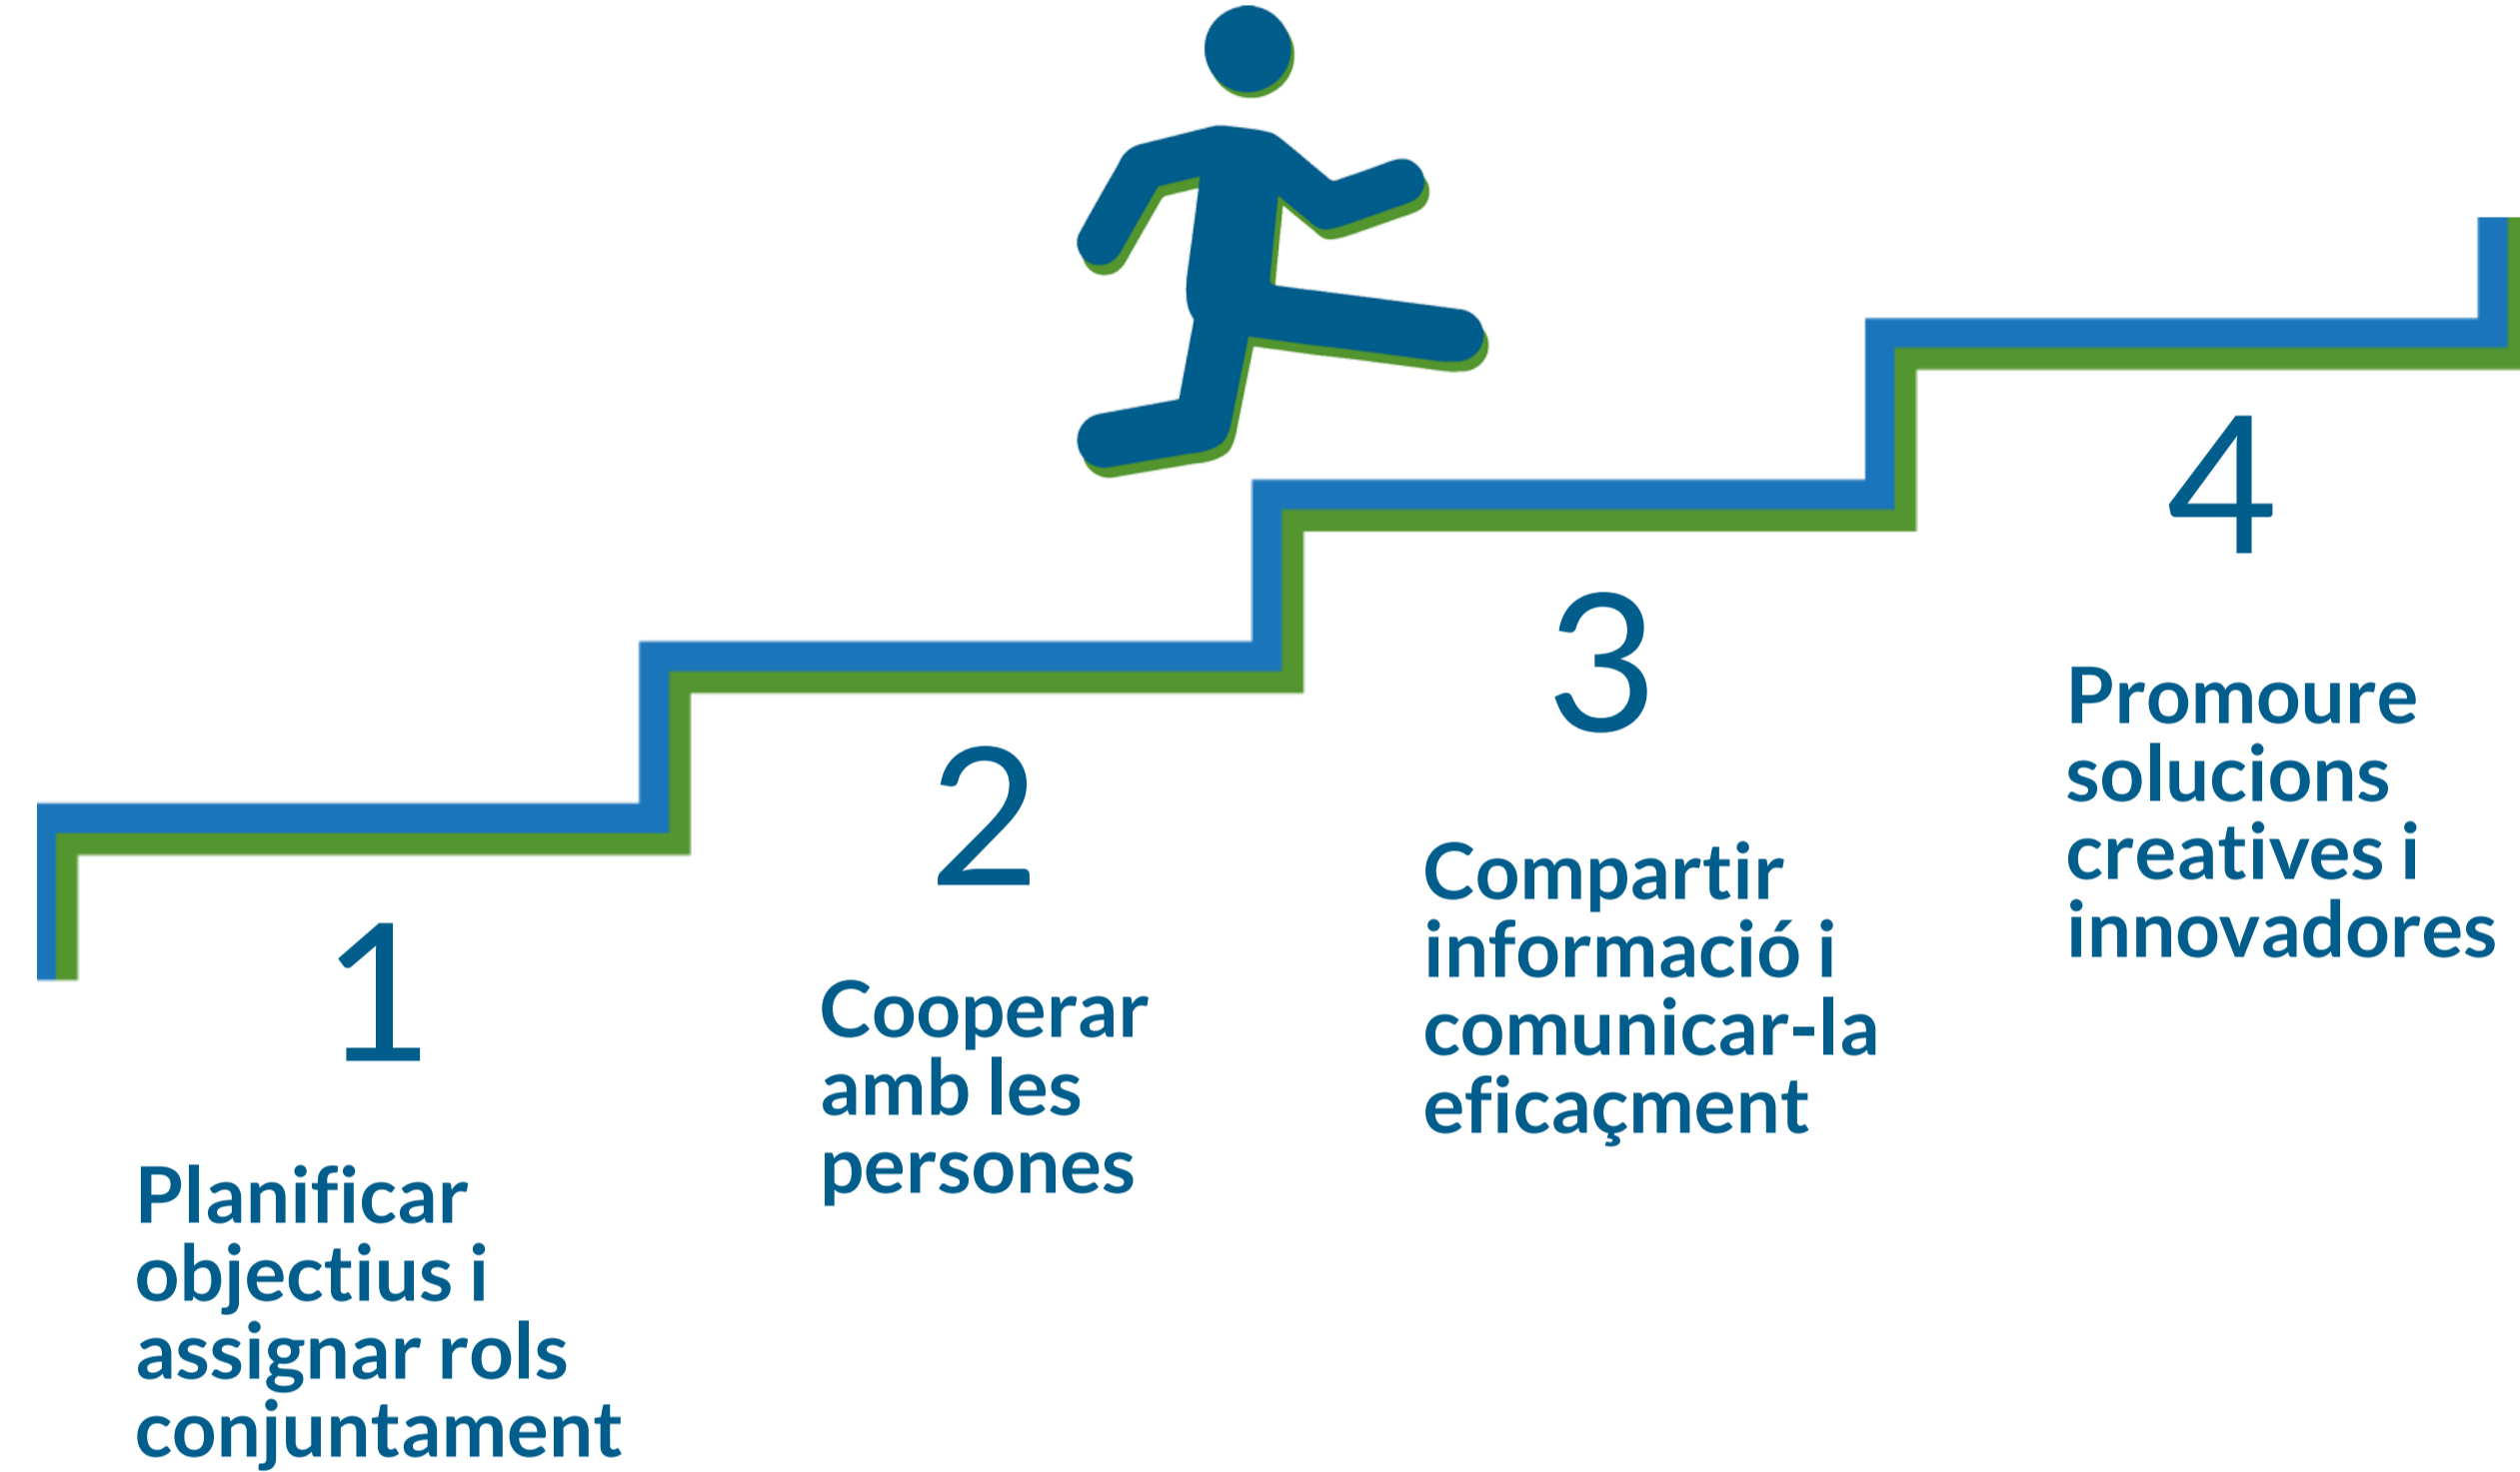 1
Planificar
objectius i
assignar rols
conjuntament
2
Cooperar
amb les
persones
3
Compartir
informació i
comunicar-la
eficaçment
4
Promoure
solucions
creatives i
innovadores